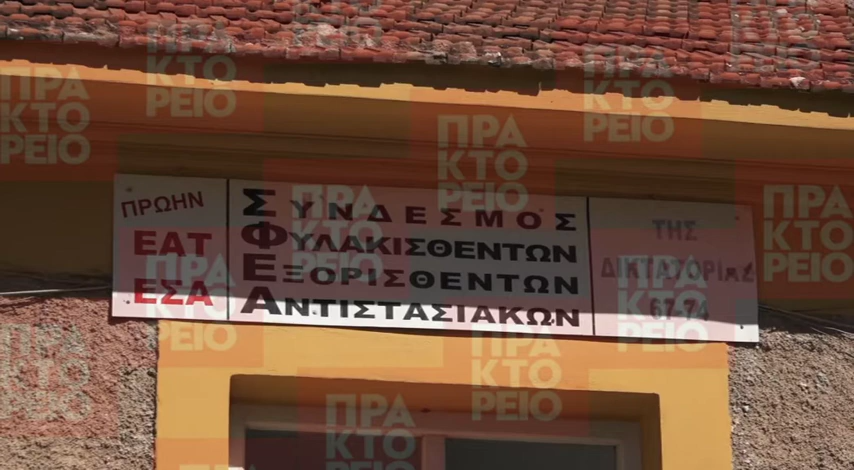 ΠΡΩΗΝ
ΕΑΤ
ΕΣΑ
ΣΥΝΔΕΣΜΟΣ
ΦΥΛΑΚΙΣΘΕΝΤΩΝ
ΕΞΟΡΙΣΘΕΝΤΩΝ
ΑΝΤΙΣΤΑΣΙΑΚΩΝ
ΤΗΣ
ΔΙΚΤΑΤΟΡΙΑΣ
67-74
ΠΡΑ
ΚΤΟ
ΡΕΙΟ